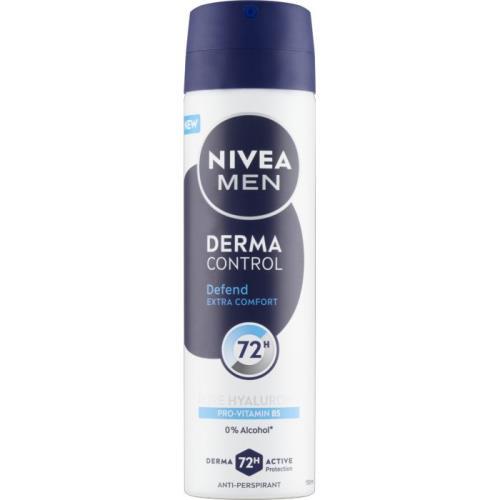 NEW
NIVEA
MEN
DERMA
CONTROL
Defend
EXTRA COMFORT
72H
HYALURO
PRO-VITAMIN B5
0% Alcohol*
DERMA 72H ACTIVE
Protection
ANTI-PERSPIRANT